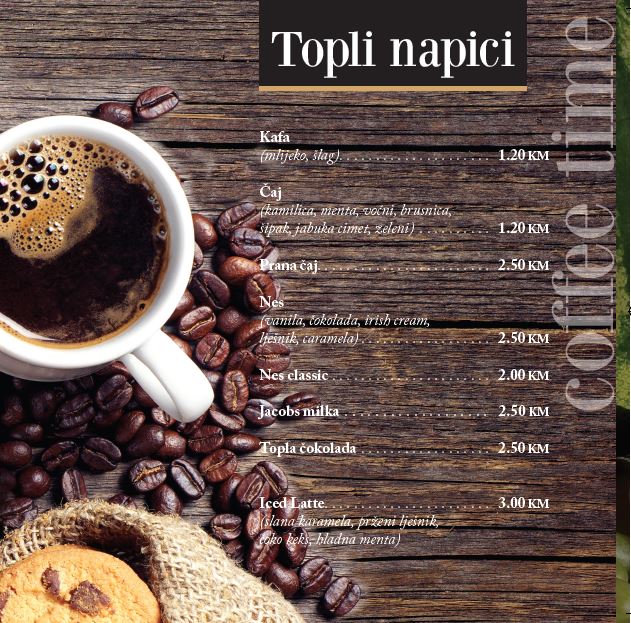 Topli napici
coffee time
Kafa
(mlijeko, šlag) 1.20 KM
Čaj
(kamilica, menta, voćni, brusnica,
šipak, jabuka cimet, zeleni) 1.20 KM
Prana čaj 2.50 KM
Nes
(vanila, čokolada, irish cream,
lješnik, caramela) 2.50 KM
Nes classic 2.00 KM
Jacobs milka 2.50 KM
Topla čokolada 2.50 KM
Iced Latte 3.00 KM
(slana karamela, prženi lješnik,
čoko keks, hladna menta)